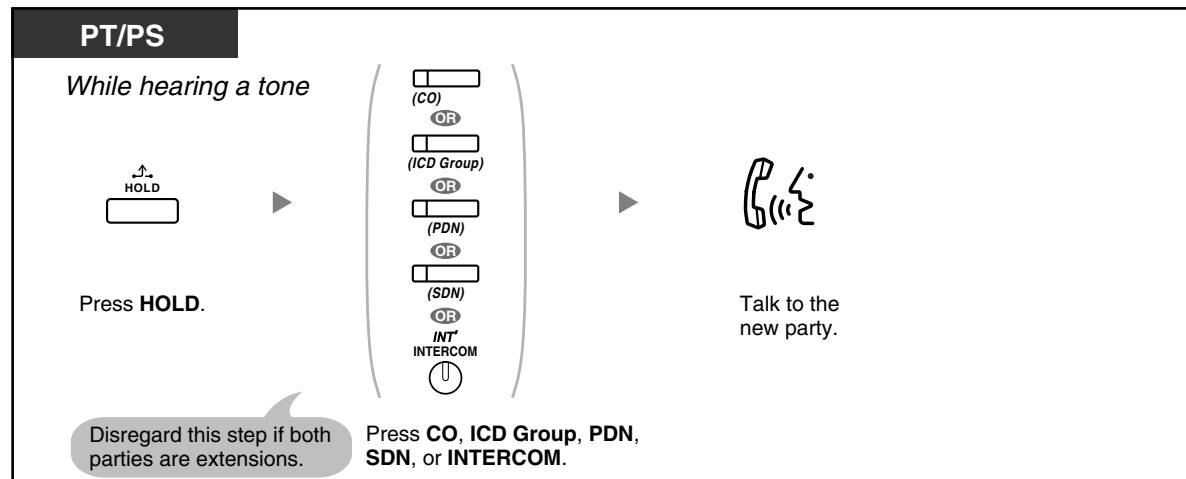 PT/PS
While hearing a tone
HOLD
(CO)
OR
(ICD Group)
OR
(PDN)
OR
(SDN)
OR
INT'
INTERCOM
Press HOLD.
Talk to the
new party.
Disregard this step if both
parties are extensions.
Press CO, ICD Group, PDN,
SDN, or INTERCOM.